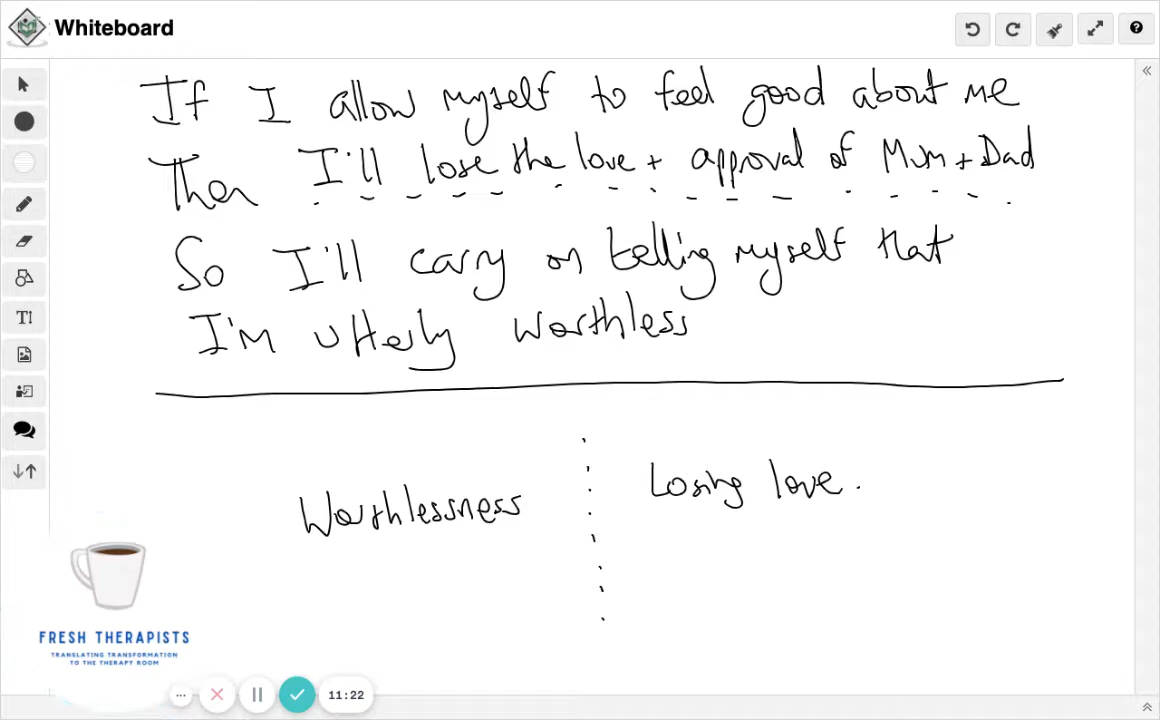 Whiteboard
If I allow myself to feel good about me
Then I'll lose the love + approval of Mum + Dad
So I'll carry on telling myself that
I'm utterly worthless
Worthlessness
Losing love.
FRESH THERAPISTS
TRANSLATING TRANSFORMATION
TO THE THERAPY ROOM
11:22